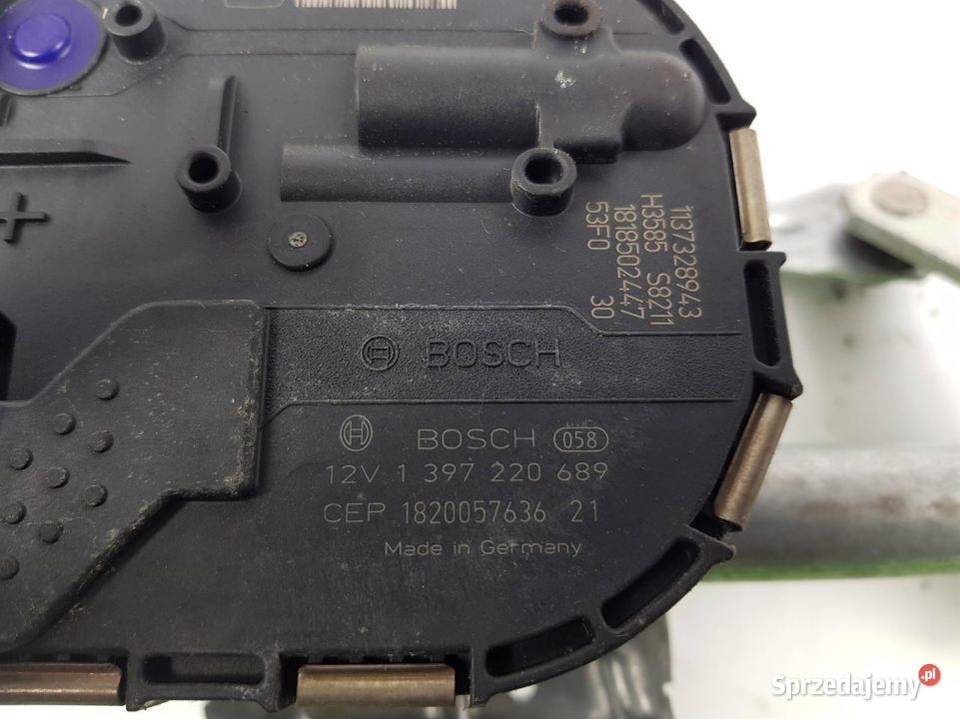 1137328943
H3585 S8211
1818502447
53F0 30
BOSCH
BOSCH 058
12V 1 397 220 689
CEP 1820057636 21
Made in Germany
Sprzedajemy.pl